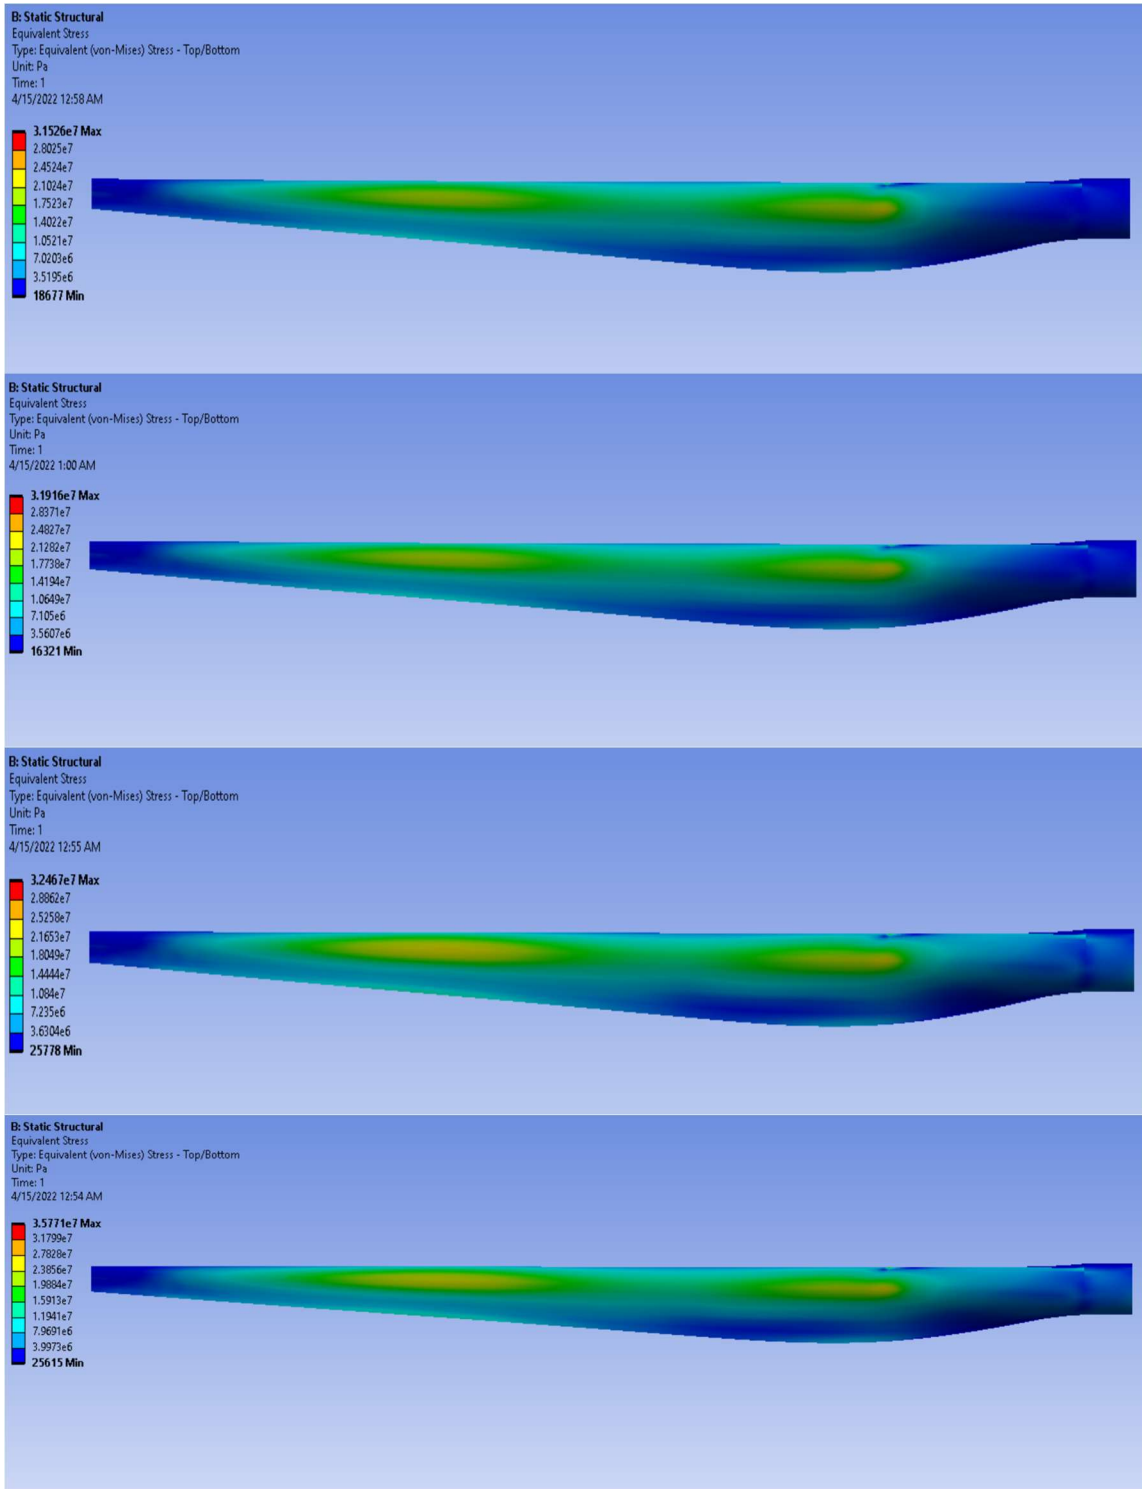 B: Static Structural
Equivalent Stress
Type: Equivalent (von-Mises) Stress - Top/Bottom
Unit: Pa
Time: 1
4/15/2022 12:58 AM
3.1526e7 Max
2.8025e7
2.4524e7
2.1024e7
1.7523e7
1.4022e7
1.0521e7
7.0203e6
3.5195e6
18677 Min
B: Static Structural
Equivalent Stress
Type: Equivalent (von-Mises) Stress - Top/Bottom
Unit: Pa
Time: 1
4/15/2022 1:00 AM
3.1916e7 Max
2.8371e7
2.4827e7
2.1282e7
1.7738e7
1.4194e7
1.0649e7
7.105e6
3.5607e6
16321 Min
B: Static Structural
Equivalent Stress
Type: Equivalent (von-Mises) Stress - Top/Bottom
Unit: Pa
Time: 1
4/15/2022 12:55 AM
3.2467e7 Max
2.8862e7
2.5258e7
2.1653e7
1.8049e7
1.4444e7
1.084e7
7.235e6
3.6304e6
25778 Min
B: Static Structural
Equivalent Stress
Type: Equivalent (von-Mises) Stress - Top/Bottom
Unit: Pa
Time: 1
4/15/2022 12:54 AM
3.5771e7 Max
3.1799e7
2.7828e7
2.3856e7
1.9884e7
1.5913e7
1.1941e7
7.9691e6
3.9973e6
25615 Min